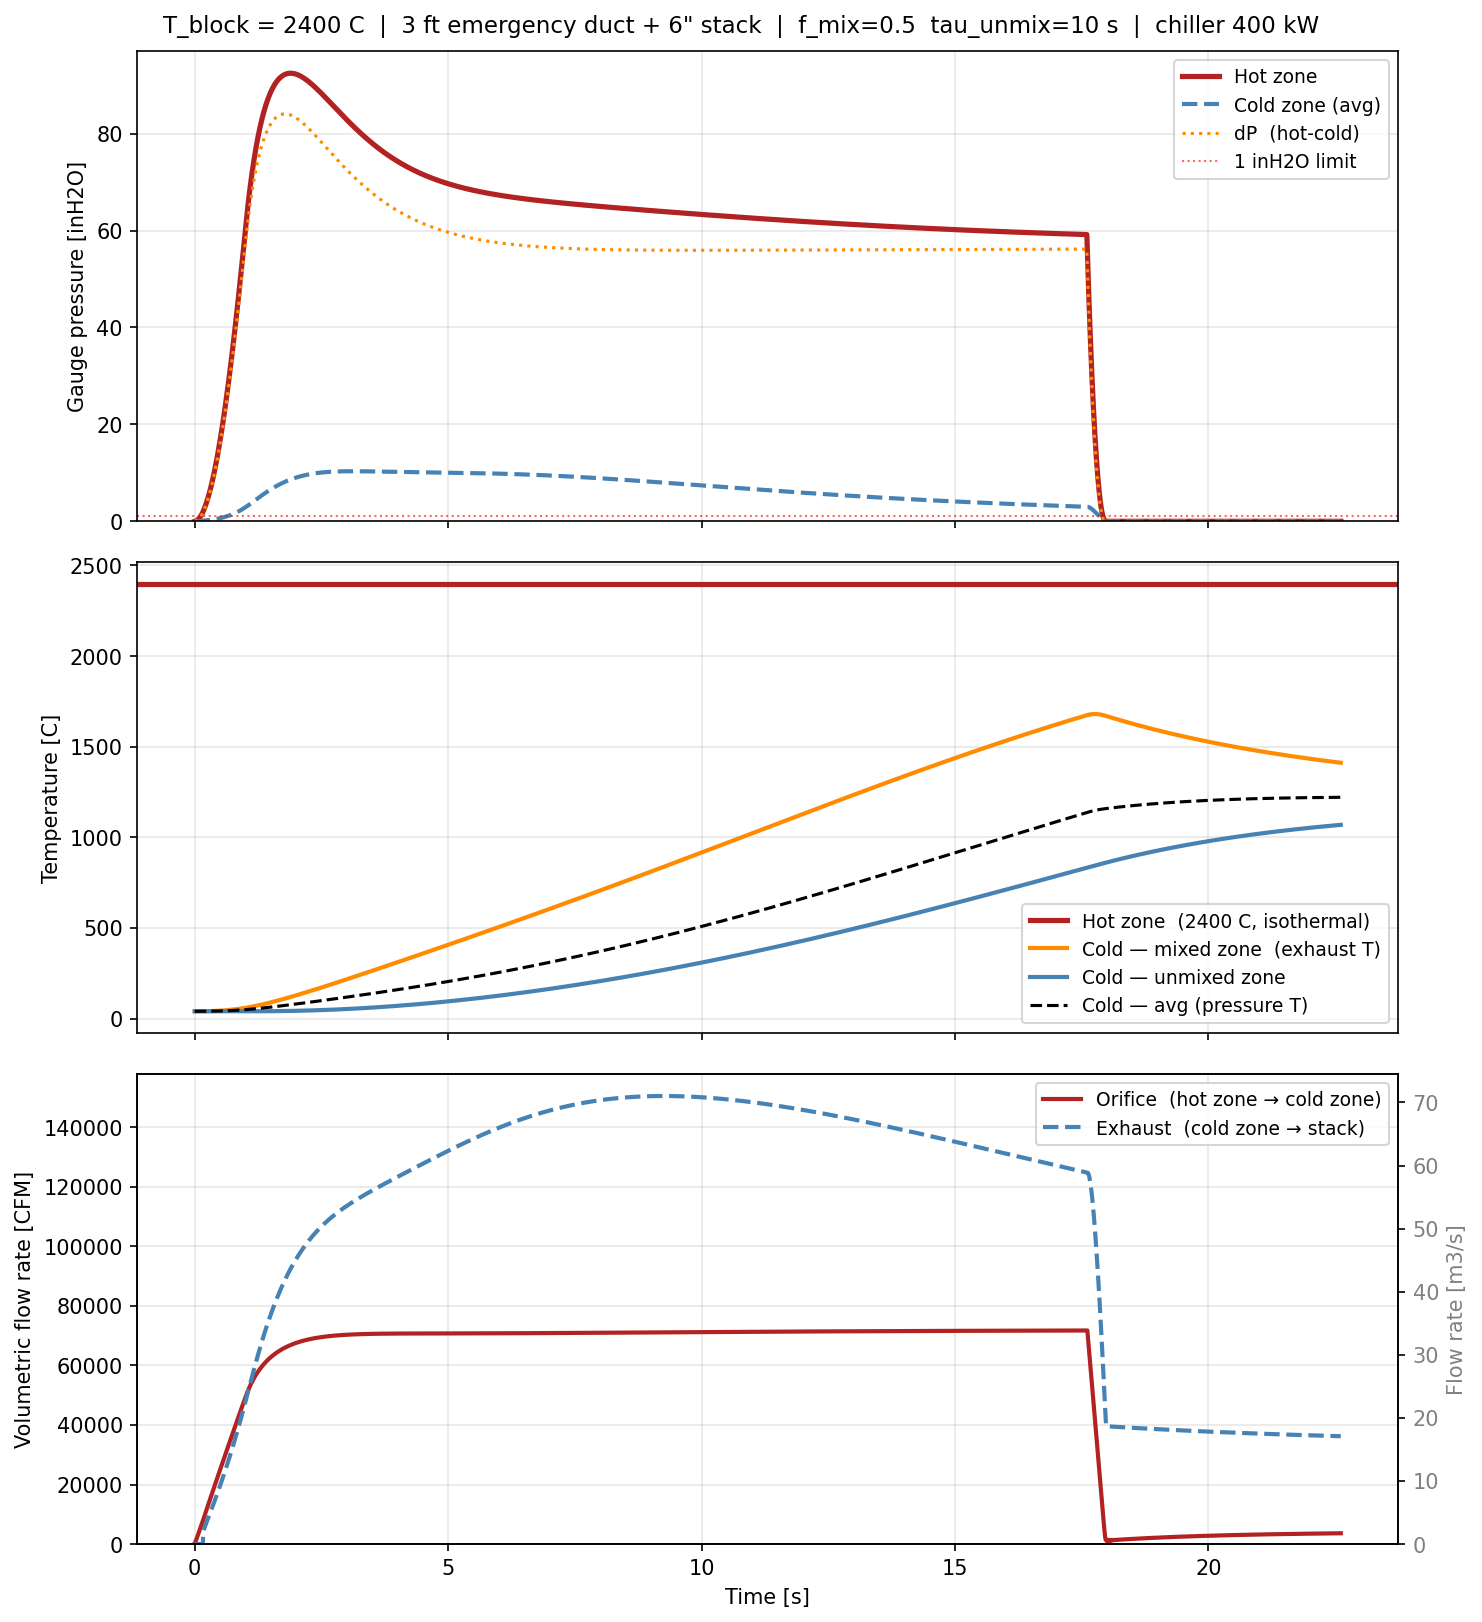 T_block = 2400 C  |  3 ft emergency duct + 6" stack  |  f_mix=0.5  tau_unmix=10 s  |  chiller 400 kW
Gauge pressure [inH2O]
80
60
40
20
0
Hot zone
Cold zone (avg)
dP  (hot-cold)
1 inH2O limit
Temperature [C]
2500
2000
1500
1000
500
0
Hot zone  (2400 C, isothermal)
Cold — mixed zone  (exhaust T)
Cold — unmixed zone
Cold — avg (pressure T)
Volumetric flow rate [CFM]
140000
120000
100000
80000
60000
40000
20000
0
Orifice  (hot zone → cold zone)
Exhaust  (cold zone → stack)
70
60
50
40
30
20
10
0
Flow rate [m3/s]
0 5 10 15 20
Time [s]